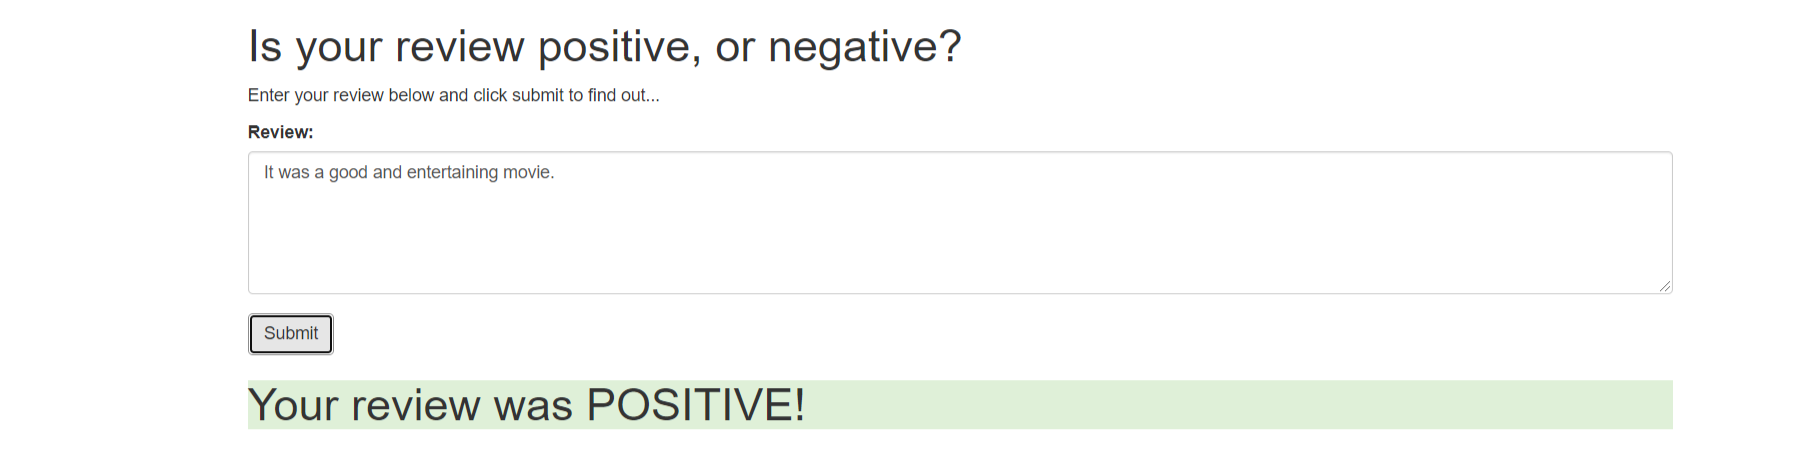 Is your review positive, or negative?
Enter your review below and click submit to find out...
Review:
It was a good and entertaining movie.
Submit
Your review was POSITIVE!